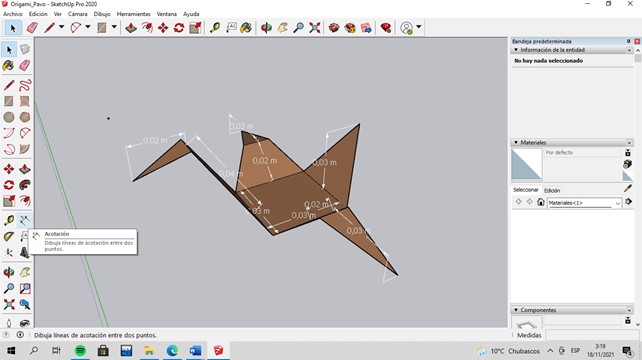 Origami_Pavo - SketchUp Pro 2020
Archivo Edición Ver Cámara Dibujo Herramientas Ventana Ayuda
Bandeja predeterminada
Información de la entidad
No hay nada seleccionado
0,03 m
0,02 m
0,02 m
0,03 m
0,04 m
0,02 m
03 m
0,03 m
0,03 m
Materiales
Por defecto
Seleccionar Edición
Materiales<1>
Acotación
Dibuja líneas de acotación entre dos
puntos.
Componentes
Dibuja líneas de acotación entre dos puntos.
Medidas
10°C Chubascos
ESP
3:19
18/11/2021